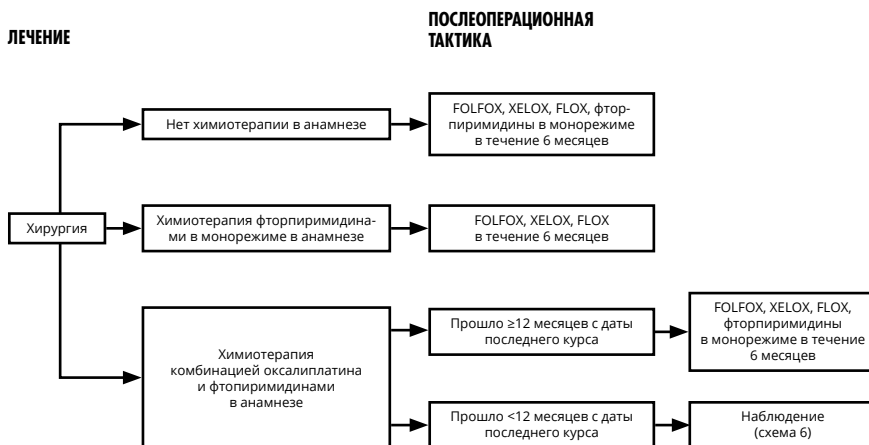 ЛЕЧЕНИЕ
ПОСЛЕОПЕРАЦИОННАЯ
ТАКТИКА
Нет химиотерапии в анамнезе
FOLFOX, XELOX, FLOX, фтор-
пиримидины в монорежиме
в течение 6 месяцев
Хирургия
Химиотерапия фторпиримидина-
ми в монорежиме в анамнезе
FOLFOX, XELOX, FLOX
в течение 6 месяцев
Химиотерапия
комбинацией оксалиплатина
и фтопиримидинами
в анамнезе
Прошло ≥12 месяцев с даты
последнего курса
FOLFOX, XELOX, FLOX,
фторпиримидины
в монорежиме в течение
6 месяцев
Прошло <12 месяцев с даты
последнего курса
Наблюдение
(схема 6)